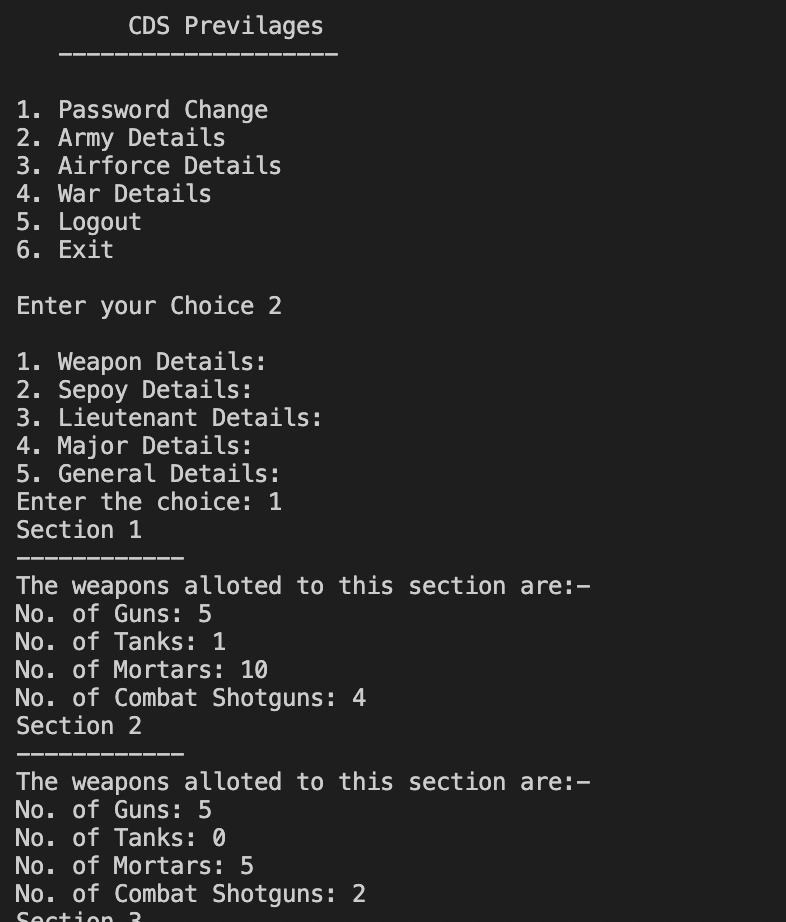 CDS Previlages
--------------------
1. Password Change
2. Army Details
3. Airforce Details
4. War Details
5. Logout
6. Exit
Enter your Choice 2
1. Weapon Details:
2. Sepoy Details:
3. Lieutenant Details:
4. Major Details:
5. General Details:
Enter the choice: 1
Section 1
------------
The weapons alloted to this section are:-
No. of Guns: 5
No. of Tanks: 1
No. of Mortars: 10
No. of Combat Shotguns: 4
Section 2
------------
The weapons alloted to this section are:-
No. of Guns: 5
No. of Tanks: 0
No. of Mortars: 5
No. of Combat Shotguns: 2
Section 3